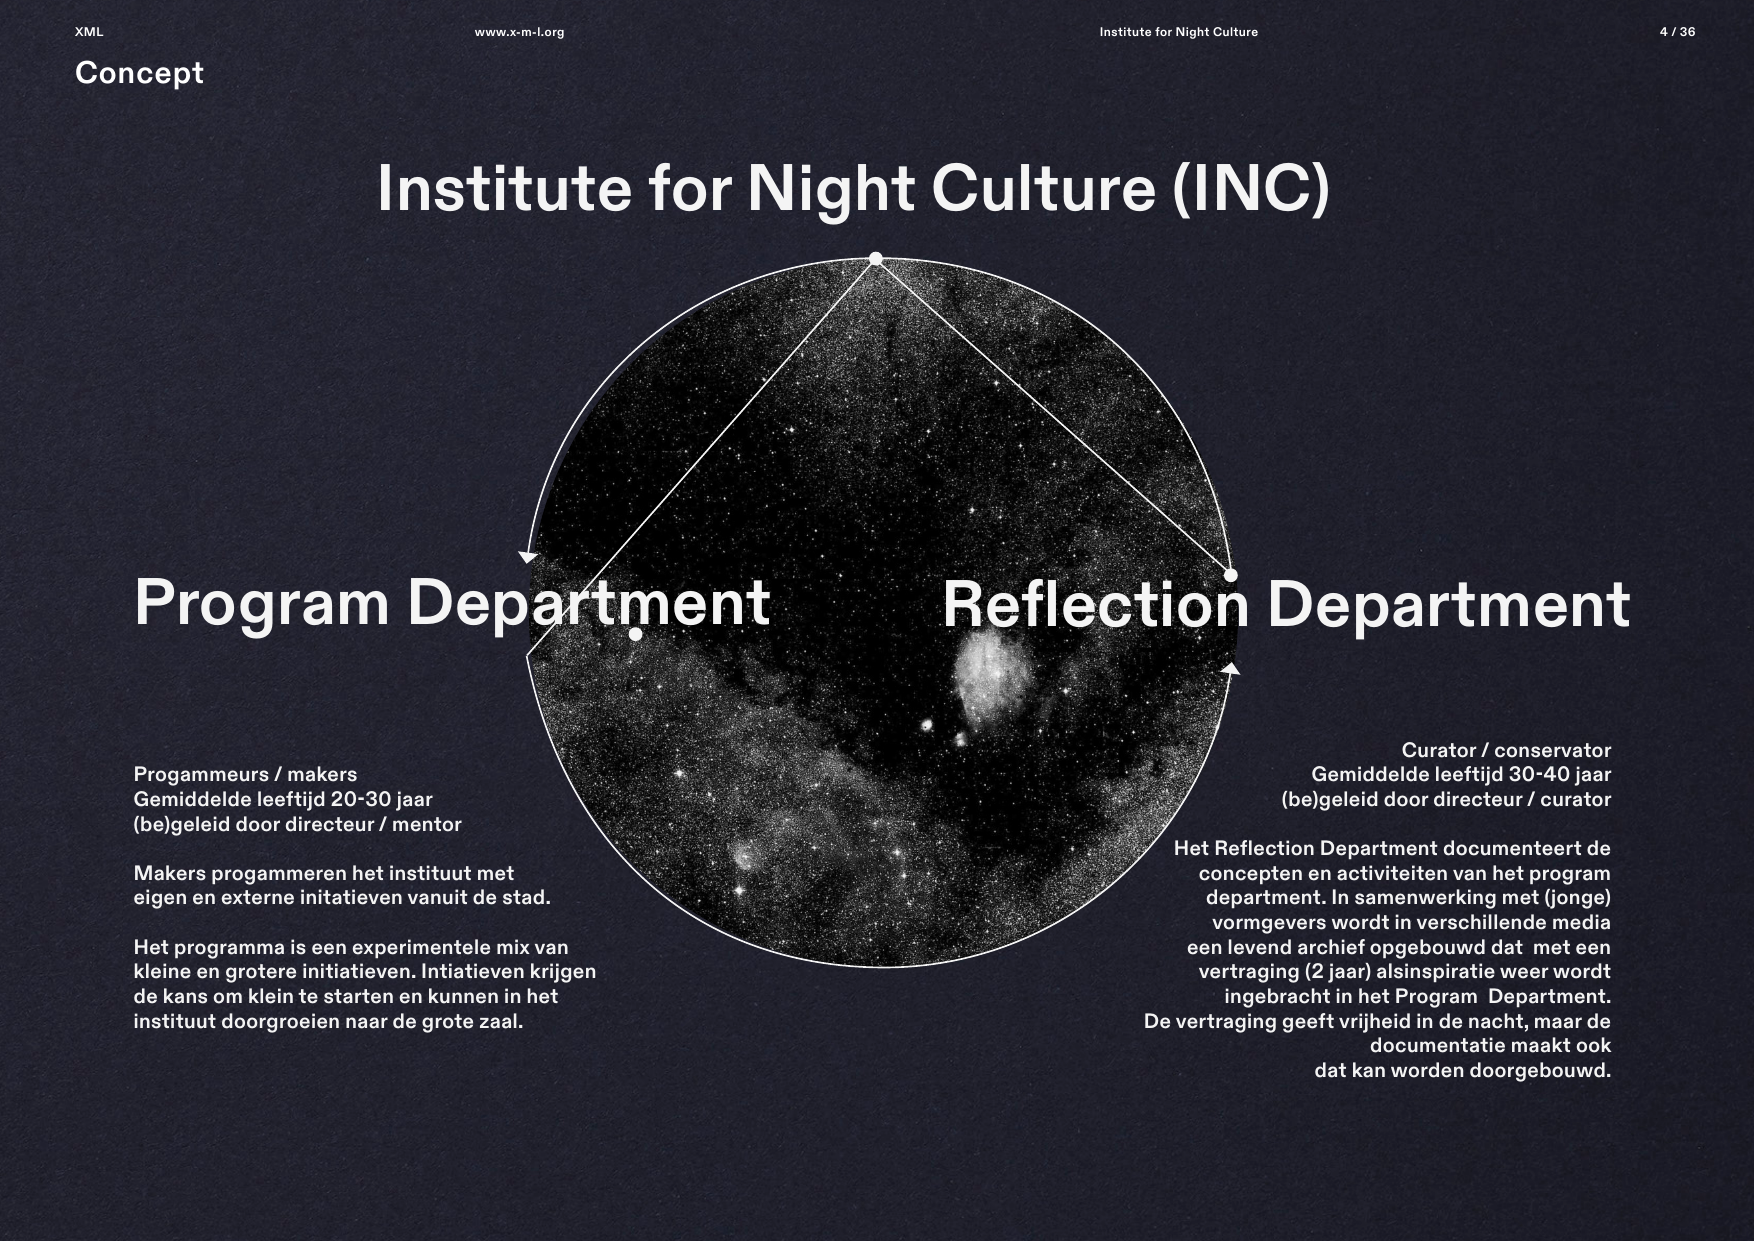 XML
www.x-m-l.org
Institute for Night Culture
4 / 36
Concept
Institute for Night Culture (INC)
Program Department
Reflection Department
Progammeurs / makers
Gemiddelde leeftijd 20-30 jaar
(be)geleid door directeur / mentor
Makers progammeren het instituut met
eigen en externe initatieven vanuit de stad.
Het programma is een experimentele mix van
kleine en grotere initiatieven. Intiatieven krijgen
de kans om klein te starten en kunnen in het
instituut doorgroeien naar de grote zaal.
Curator / conservator
Gemiddelde leeftijd 30-40 jaar
(be)geleid door directeur / curator
Het Reflection Department documenteert de
concepten en activiteiten van het program
department. In samenwerking met (jonge)
vormgevers wordt in verschillende media
een levend archief opgebouwd dat  met een
vertraging (2 jaar) alsinspiratie weer wordt
ingebracht in het Program  Department.
De vertraging geeft vrijheid in de nacht, maar de
documentatie maakt ook
dat kan worden doorgebouwd.